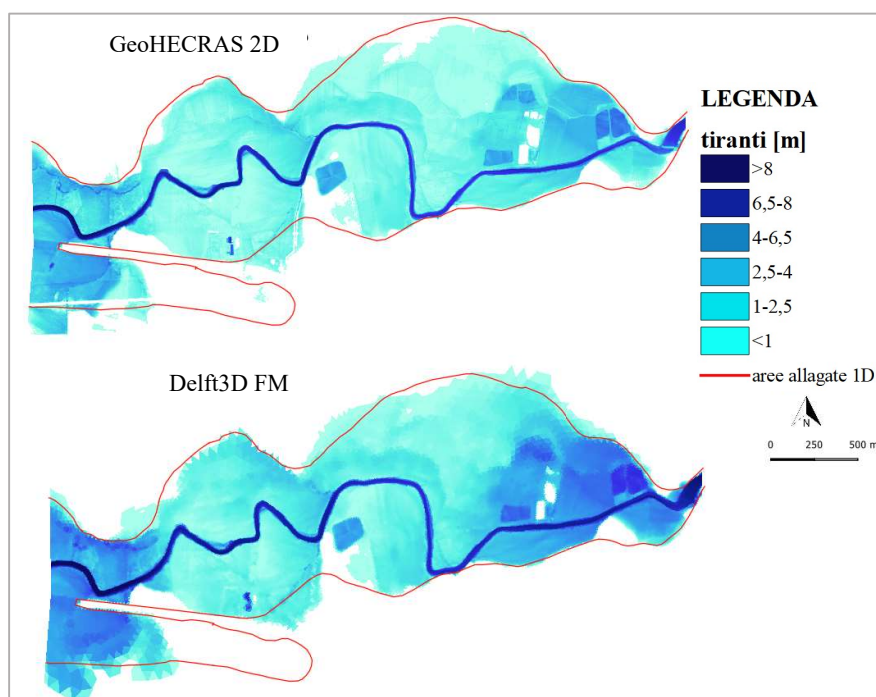 GeoHECRAS 2D
LEGENDA
tiranti [m]
>8
6,5-8
4-6,5
2,5-4
1-2,5
<1
aree allagate 1D
N
0 250 500 m
Delft3D FM